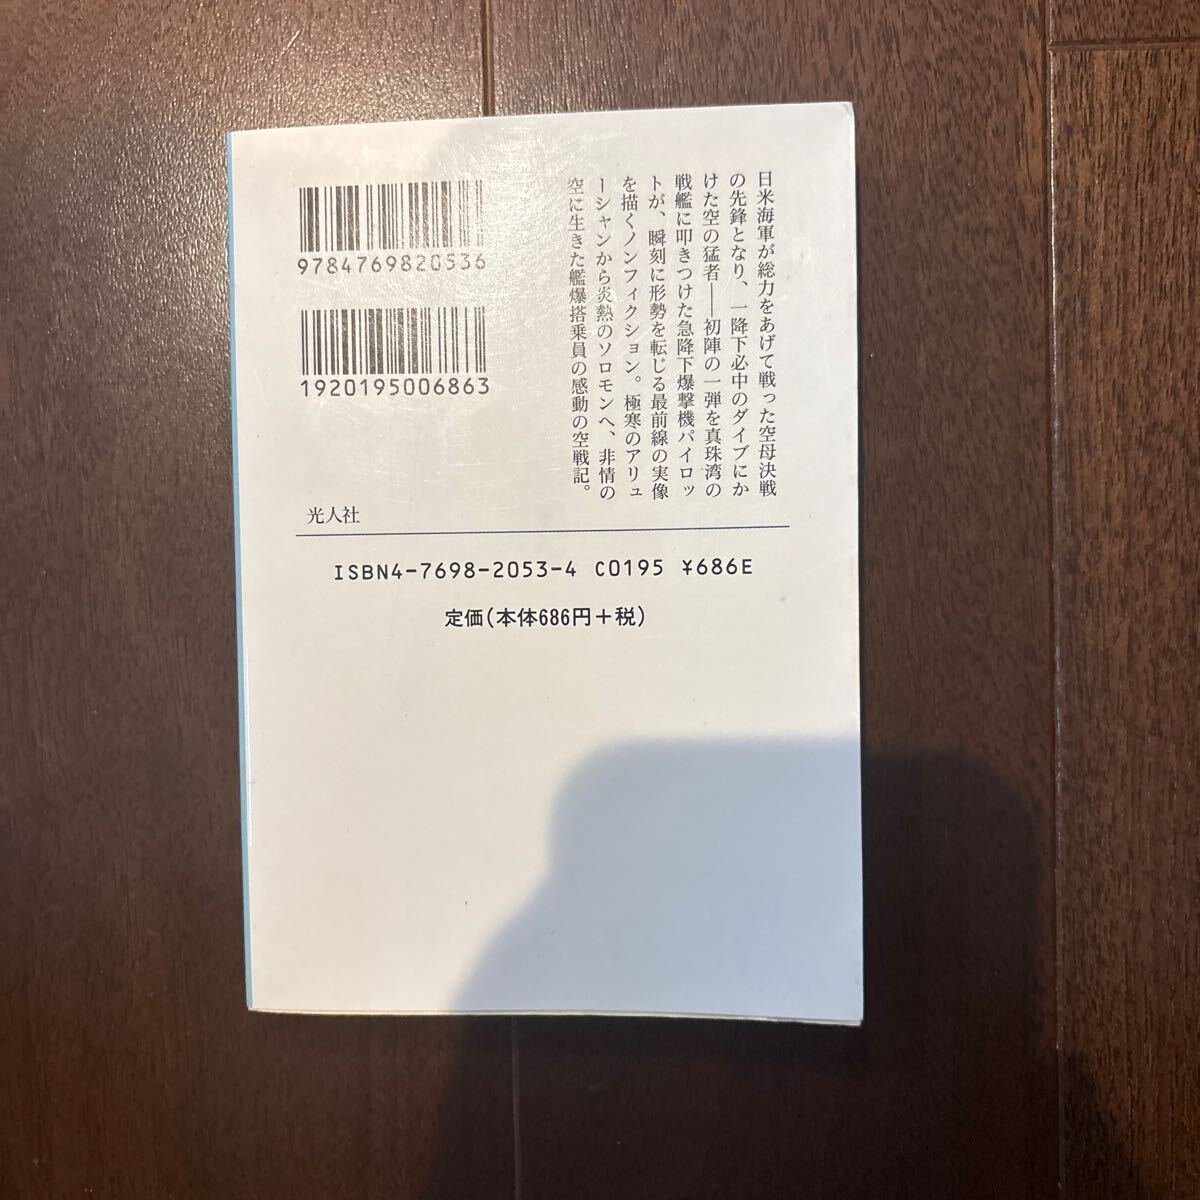 日米海軍が総力をあげて戦った空母決戦
の先鋒となり、一降下必中のダイブにか
けた空の猛者――初陣の一弾を真珠湾の
戦艦に叩きつけた急降下爆撃機パイロッ
トが、瞬刻に形勢を転じる最前線の実像
を描くノンフィクション。極寒のアリュ
ーシャンから炎熱のソロモンへ、非情の
空に生きた艦爆搭乗員の感動の空戦記。
9784769820536
1920195006863
光人社
ISBN4-7698-2053-4 C0195 ¥686E
定価(本体686円+税)